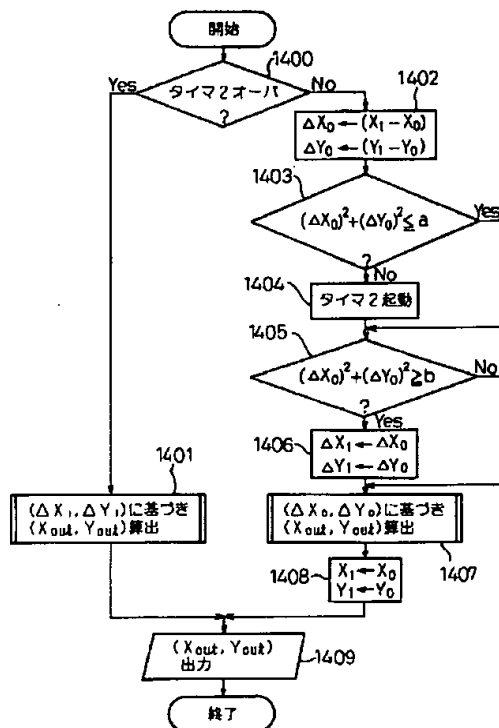 開始
1400
Yes
タイマ2オーバ
?
No
1402
ΔX₀←(X₁−X₀)
ΔY₀←(Y₁−Y₀)
1403
(ΔX₀)²+(ΔY₀)²≦a
Yes
?
No
1404
タイマ2起動
1405
(ΔX₀)²+(ΔY₀)²≧b
No
?
Yes
1406
ΔX₁←ΔX₀
ΔY₁←ΔY₀
1401
(ΔX₁,ΔY₁)に基づき
(Xout,Yout)算出
(ΔX₀,ΔY₀)に基づき
(Xout,Yout)算出
1407
1408
X₁←X₀
Y₁←Y₀
(Xout,Yout)
出力
1409
終了